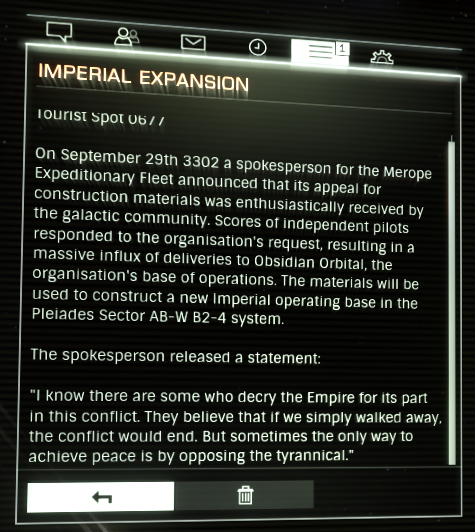 1
IMPERIAL EXPANSION
Tourist Spot 0677
On September 29th 3302 a spokesperson for the Merope
Expeditionary Fleet announced that its appeal for
construction materials was enthusiastically received by
the galactic community. Scores of independent pilots
responded to the organisation's request, resulting in a
massive influx of deliveries to Obsidian Orbital, the
organisation's base of operations. The materials will be
used to construct a new Imperial operating base in the
Pleiades Sector AB-W B2-4 system.
The spokesperson released a statement:
"I know there are some who decry the Empire for its part
in this conflict. They believe that if we simply walked away,
the conflict would end. But sometimes the only way to
achieve peace is by opposing the tyrannical."